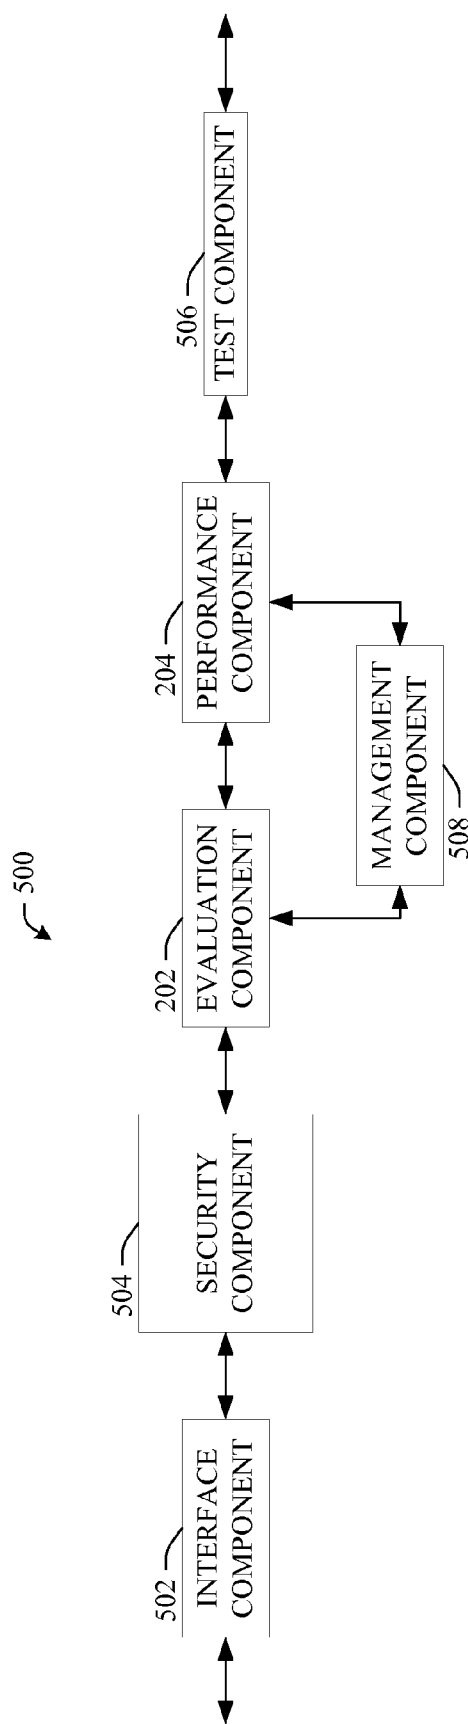 500
502
INTERFACE
COMPONENT
504
SECURITY
COMPONENT
202
EVALUATION
COMPONENT
204
PERFORMANCE
COMPONENT
506
TEST COMPONENT
MANAGEMENT
COMPONENT
508